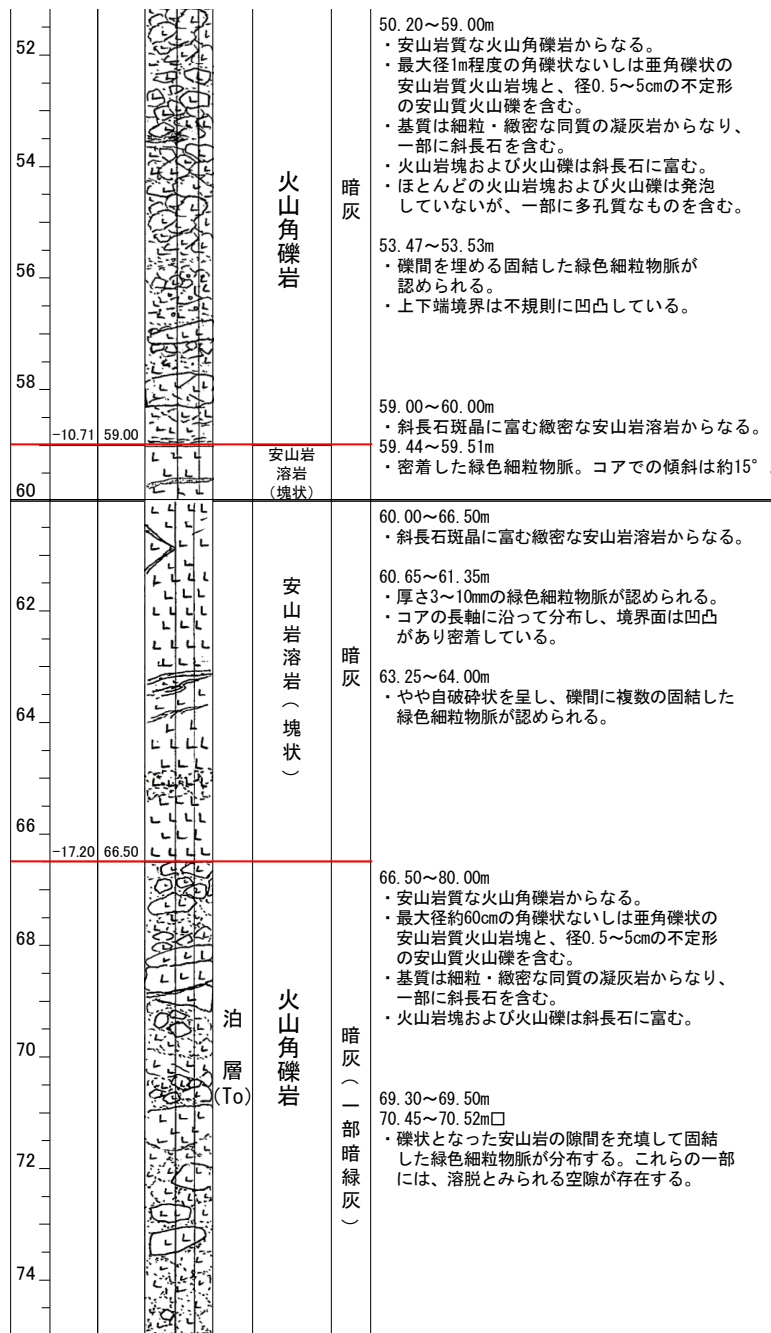 52
54
56
58
-10.71 59.00
60
62
64
66
-17.20 66.50
68
70
72
74
泊
層
(To)
火山角礫岩
安山岩
溶岩
(塊状)
安山岩溶岩(塊状)
火山角礫岩
暗灰
暗灰
暗灰(一部暗緑灰)
50.20~59.00m
・安山岩質な火山角礫岩からなる。
・最大径1m程度の角礫状ないしは亜角礫状の
安山岩質火山岩塊と、径0.5~5cmの不定形
の安山質火山礫を含む。
・基質は細粒・緻密な同質の凝灰岩からなり、
一部に斜長石を含む。
・火山岩塊および火山礫は斜長石に富む。
・ほとんどの火山岩塊および火山礫は発泡
していないが、一部に多孔質なものを含む。
53.47~53.53m
・礫間を埋める固結した緑色細粒物脈が
認められる。
・上下端境界は不規則に凹凸している。
59.00~60.00m
・斜長石斑晶に富む緻密な安山岩溶岩からなる。
59.44~59.51m
・密着した緑色細粒物脈。コアでの傾斜は約15°。
60.00~66.50m
・斜長石斑晶に富む緻密な安山岩溶岩からなる。
60.65~61.35m
・厚さ3~10mmの緑色細粒物脈が認められる。
・コアの長軸に沿って分布し、境界面は凹凸
があり密着している。
63.25~64.00m
・やや自破砕状を呈し、礫間に複数の固結した
緑色細粒物脈が認められる。
66.50~80.00m
・安山岩質な火山角礫岩からなる。
・最大径約60cmの角礫状ないしは亜角礫状の
安山岩質火山岩塊と、径0.5~5cmの不定形
の安山質火山礫を含む。
・基質は細粒・緻密な同質の凝灰岩からなり、
一部に斜長石を含む。
・火山岩塊および火山礫は斜長石に富む。
69.30~69.50m
70.45~70.52m□
・礫状となった安山岩の隙間を充填して固結
した緑色細粒物脈が分布する。これらの一部
には、溶脱とみられる空隙が存在する。